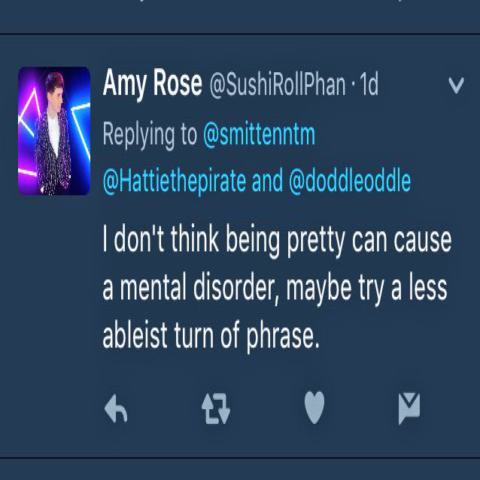 Amy Rose @SushiRollPhan · 1d
Replying to @smittenntm
@Hattiethepirate and @doddleoddle
I don't think being pretty can cause
a mental disorder, maybe try a less
ableist turn of phrase.